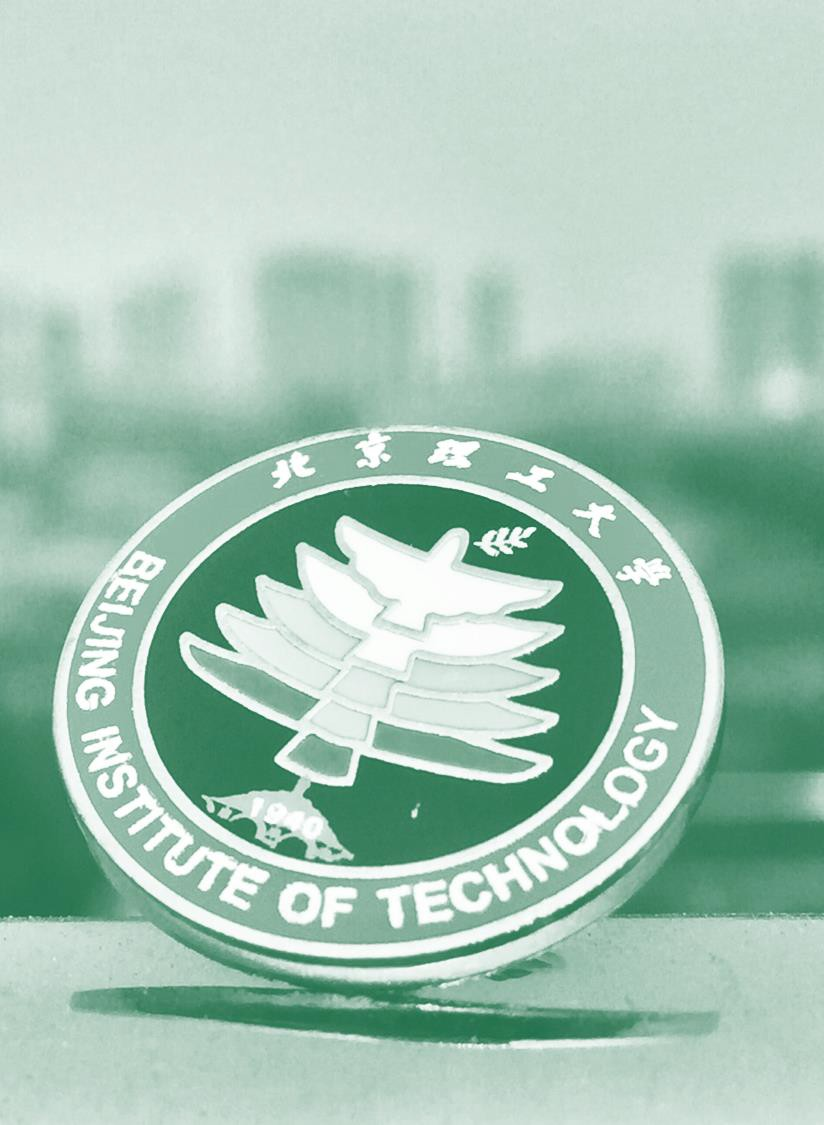 北京理工大学
BEIJING INSTITUTE OF TECHNOLOGY
1940